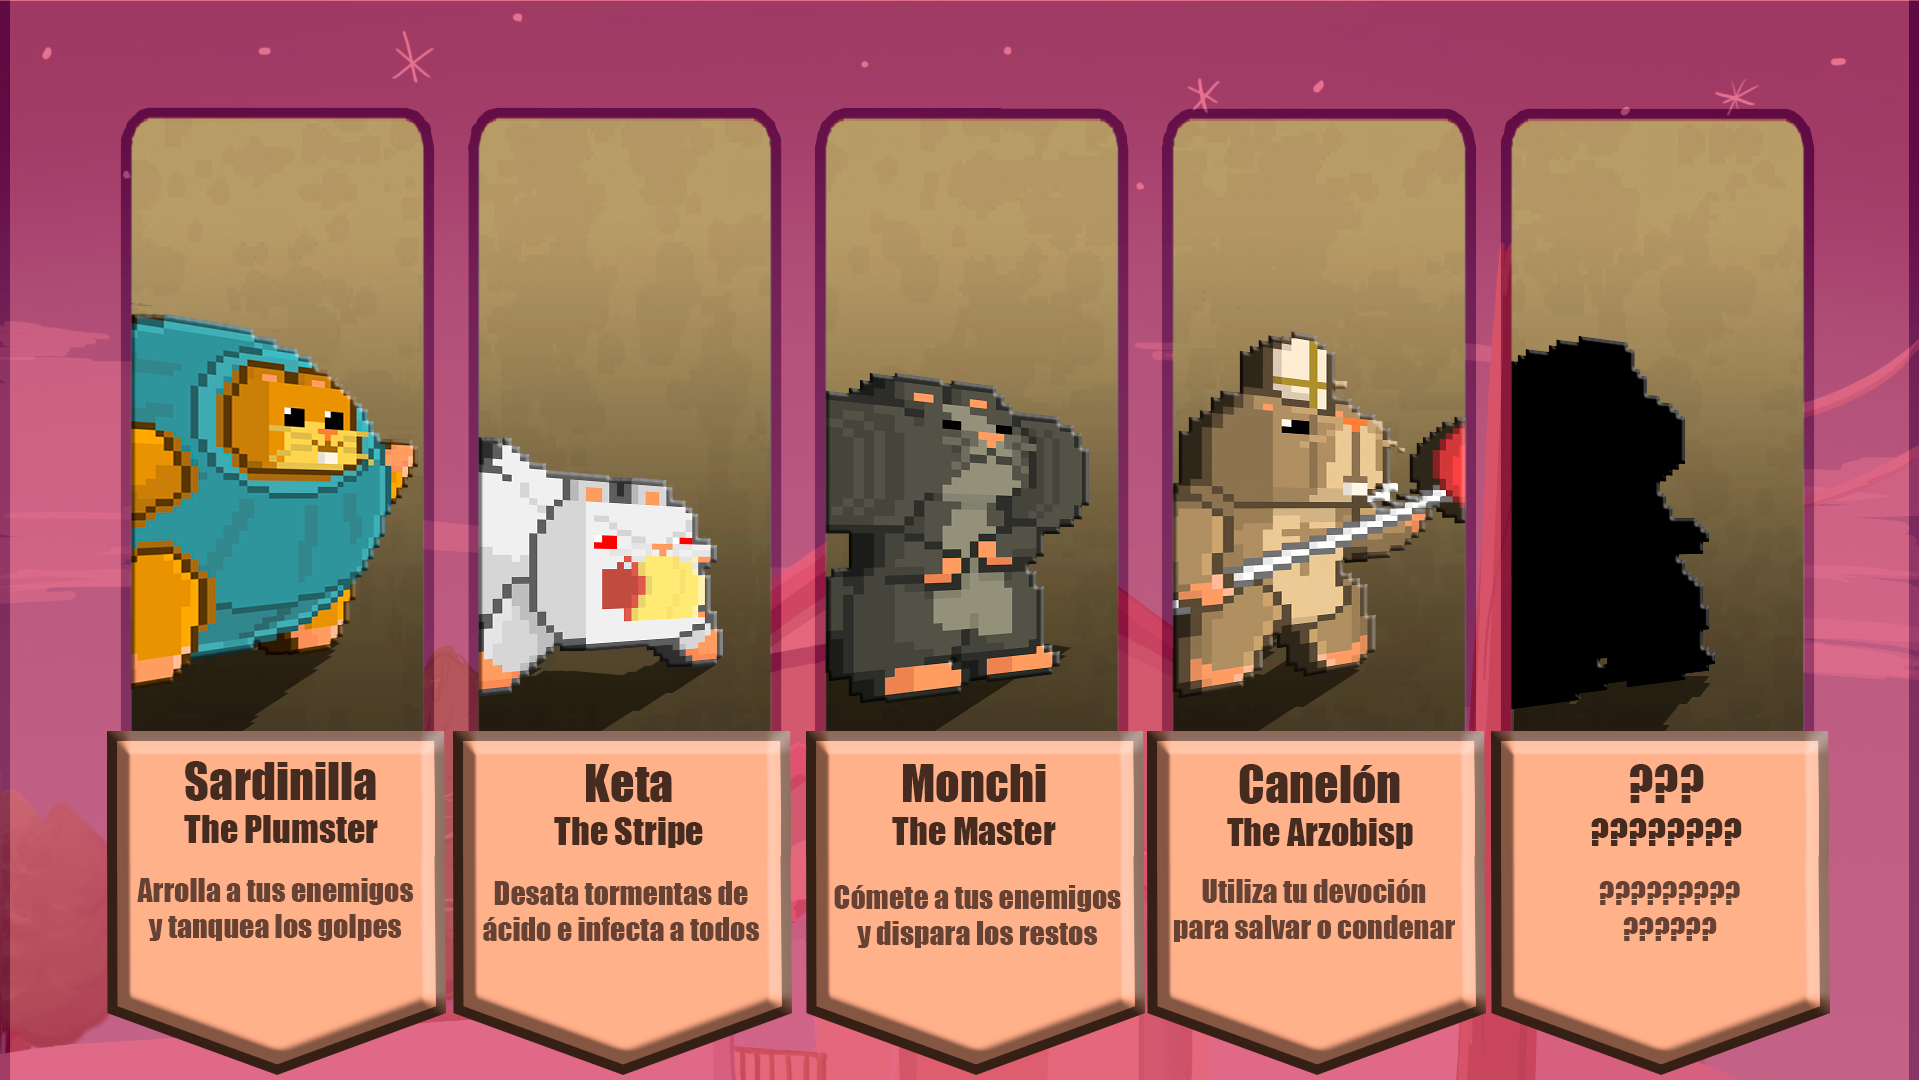 Sardinilla
The Plumster
Arrolla a tus enemigos
y tanquea los golpes
Keta
The Stripe
Desata tormentas de
ácido e infecta a todos
Monchi
The Master
Cómete a tus enemigos
y dispara los restos
Canelón
The Arzobisp
Utiliza tu devoción
para salvar o condenar
???
????????
?????????
??????